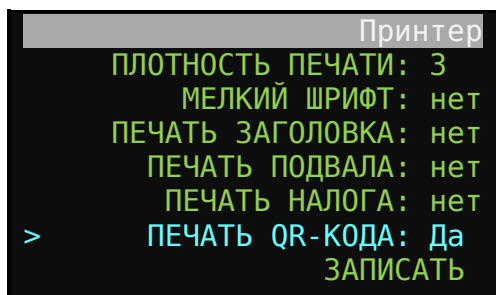 Принтер
ПЛОТНОСТЬ ПЕЧАТИ: 3
МЕЛКИЙ ШРИФТ: нет
ПЕЧАТЬ ЗАГОЛОВКА: нет
ПЕЧАТЬ ПОДВАЛА: нет
ПЕЧАТЬ НАЛОГА: нет
> ПЕЧАТЬ QR-КОДА: Да
ЗАПИСАТЬ